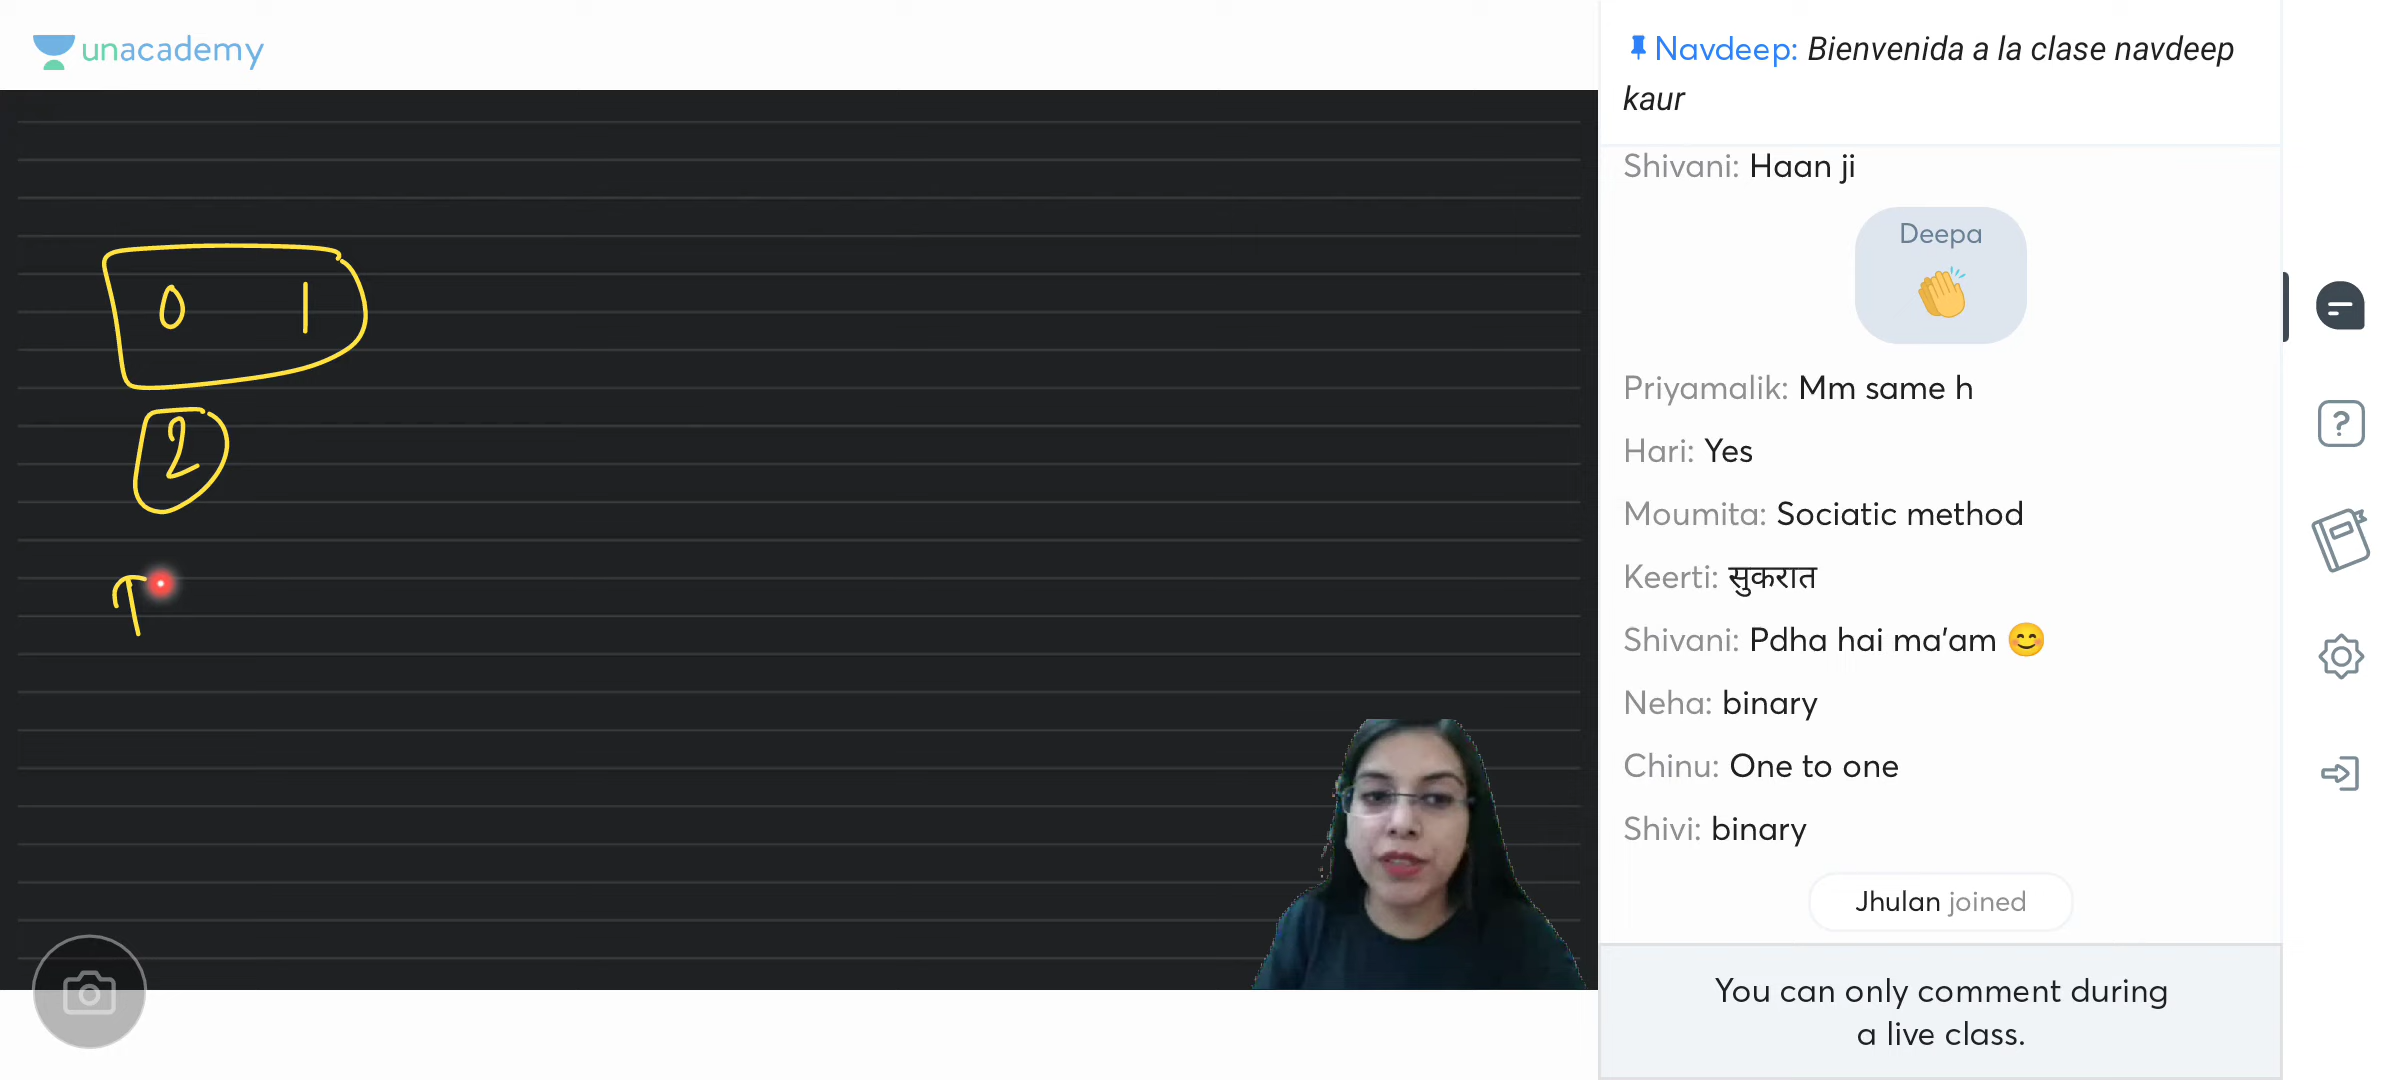 unacademy
0 1
2
Navdeep: Bienvenida a la clase navdeep
kaur
Shivani: Haan ji
Deepa
Priyamalik: Mm same h
Hari: Yes
Moumita: Sociatic method
Keerti: सुकरात
Shivani: Pdha hai ma'am 😊
Neha: binary
Chinu: One to one
Shivi: binary
Jhulan joined
You can only comment during
a live class.